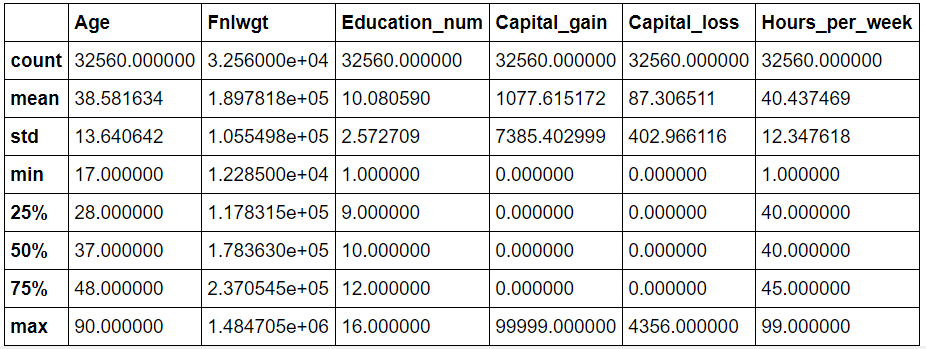 Age Fnlwgt Education_num Capital_gain Capital_loss Hours_per_week
count 32560.000000 3.256000e+04 32560.000000 32560.000000 32560.000000 32560.000000
mean 38.581634 1.897818e+05 10.080590 1077.615172 87.306511 40.437469
std 13.640642 1.055498e+05 2.572709 7385.402999 402.966116 12.347618
min 17.000000 1.228500e+04 1.000000 0.000000 0.000000 1.000000
25% 28.000000 1.178315e+05 9.000000 0.000000 0.000000 40.000000
50% 37.000000 1.783630e+05 10.000000 0.000000 0.000000 40.000000
75% 48.000000 2.370545e+05 12.000000 0.000000 0.000000 45.000000
max 90.000000 1.484705e+06 16.000000 99999.000000 4356.000000 99.000000